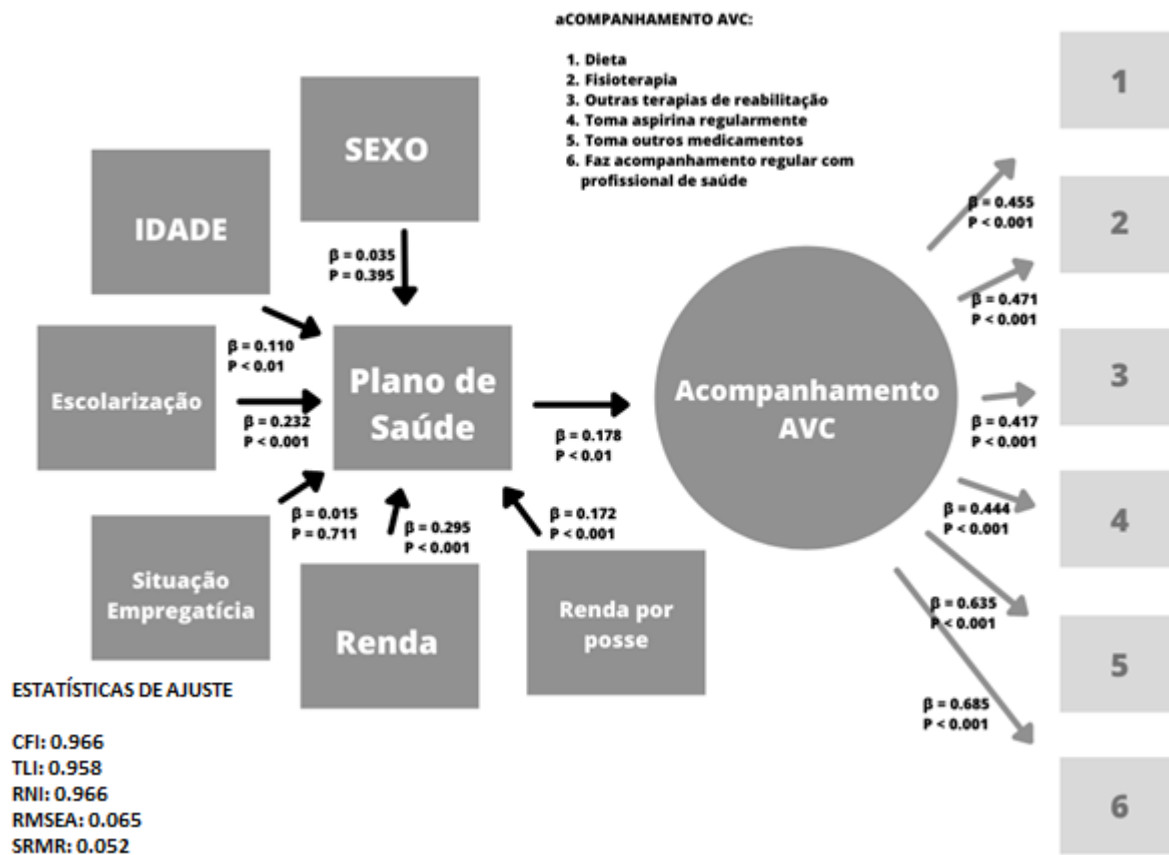 aCOMPANHAMENTO AVC:
1. Dieta
2. Fisioterapia
3. Outras terapias de reabilitação
4. Toma aspirina regularmente
5. Toma outros medicamentos
6. Faz acompanhamento regular com
profissional de saúde
SEXO
β = 0.035
P = 0.395
IDADE
β = 0.110
P < 0.01
Escolarização
β = 0.232
P < 0.001
Plano de
Saúde
β = 0.178
P < 0.01
Acompanhamento
AVC
Situação
Empregatícia
β = 0.015
P = 0.711
Renda
β = 0.295
P < 0.001
Renda por
posse
β = 0.172
P < 0.001
β = 0.455
P < 0.001
β = 0.471
P < 0.001
β = 0.417
P < 0.001
β = 0.444
P < 0.001
β = 0.635
P < 0.001
β = 0.685
P < 0.001
1
2
3
4
5
6
ESTATÍSTICAS DE AJUSTE
CFI: 0.966
TLI: 0.958
RNI: 0.966
RMSEA: 0.065
SRMR: 0.052